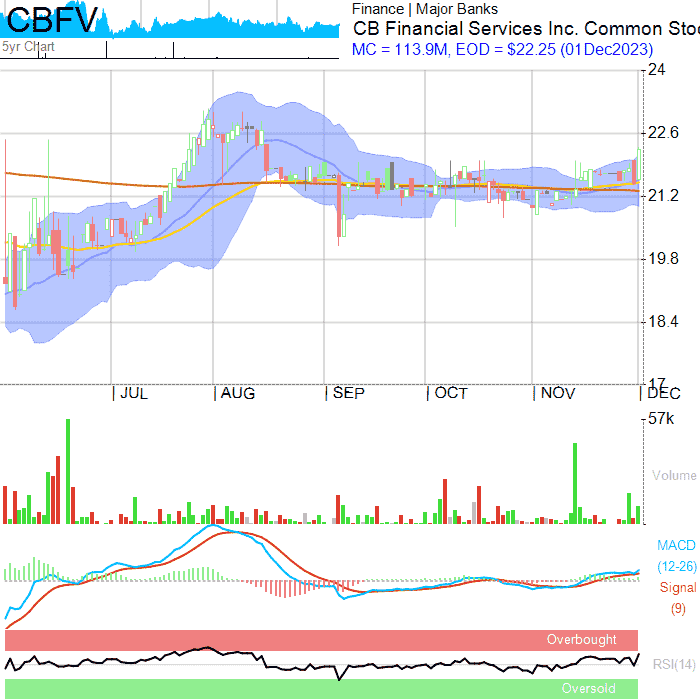 CBFV
5yr Chart
Finance | Major Banks
CB Financial Services Inc. Common Stoc
MC = 113.9M, EOD = $22.25 (01Dec2023)
24
22.6
21.2
19.8
18.4
17
JUL
AUG
SEP
OCT
NOV
DEC
57k
Volume
MACD
(12-26)
Signal
(9)
Overbought
RSI(14)
Oversold